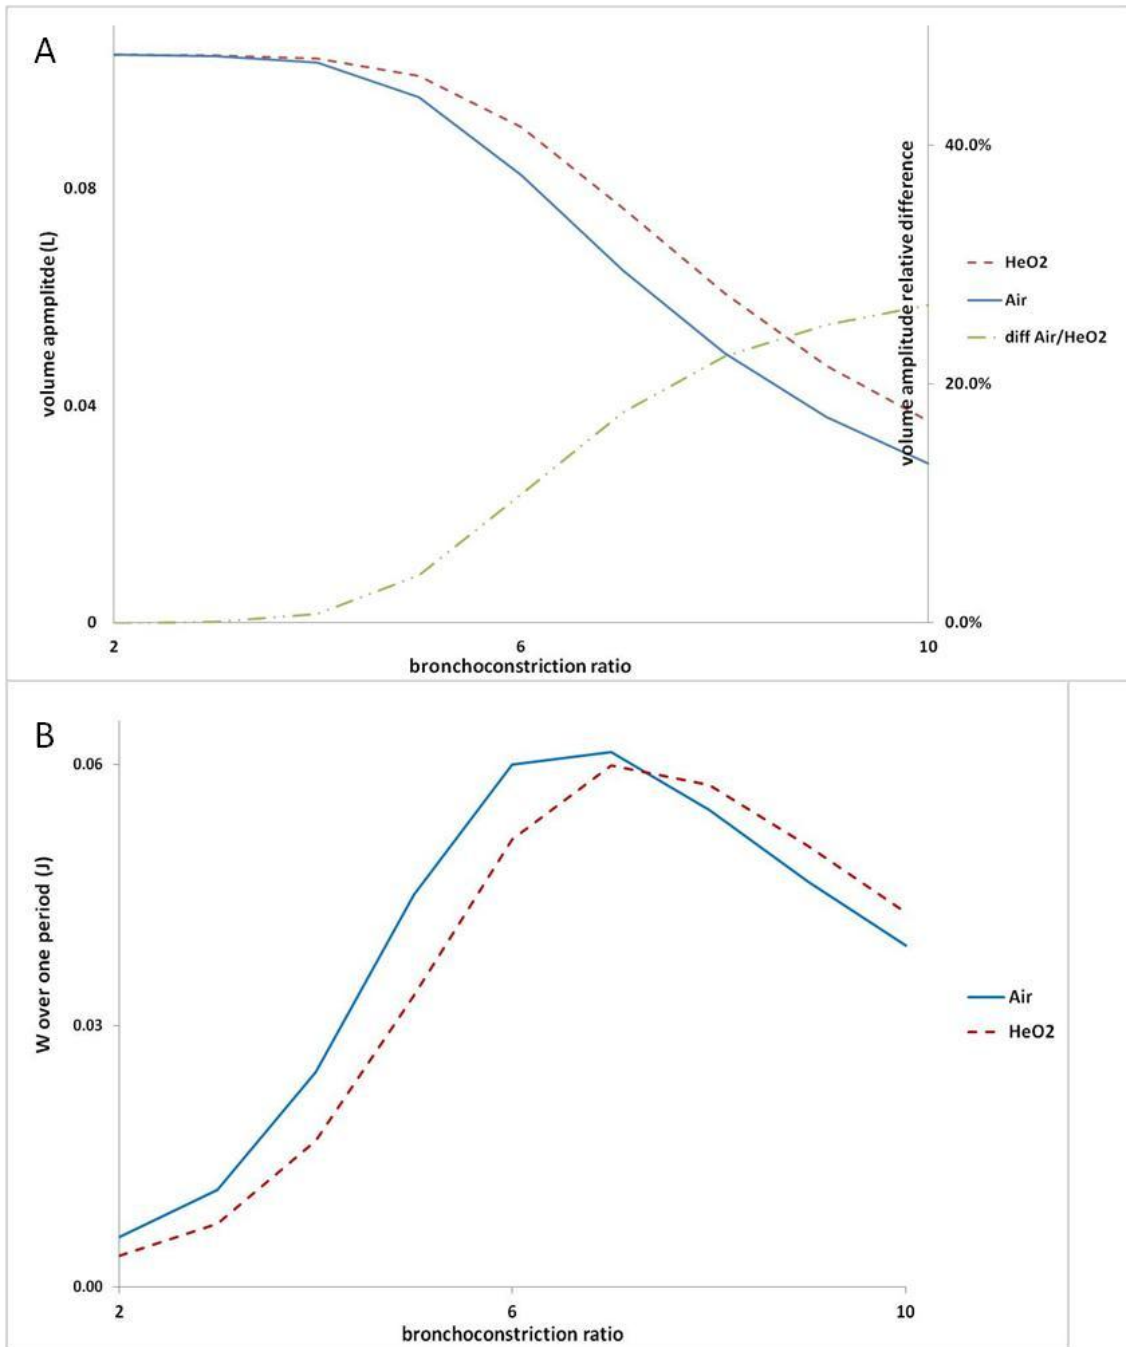 A
volume apmplitde (L)
0.08
0.04
0
2
6
10
bronchoconstriction ratio
volume amplitude relative difference
40.0%
20.0%
0.0%
HeO2
Air
diff Air/HeO2
B
W over one period (J)
0.06
0.03
0.00
2
6
10
bronchoconstriction ratio
Air
HeO2